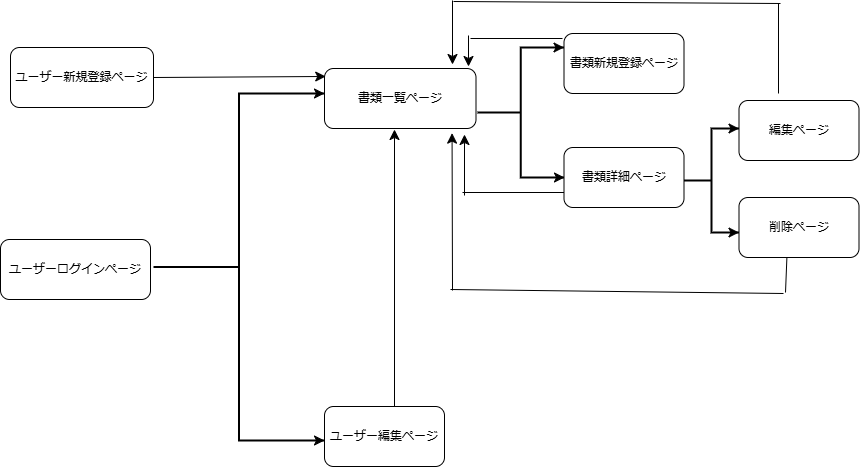 ユーザー新規登録ページ
書類一覧ページ
書類新規登録ページ
編集ページ
書類詳細ページ
削除ページ
ユーザーログインページ
ユーザー編集ページ